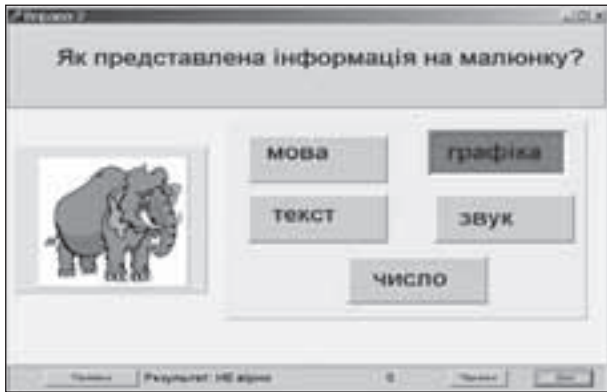 Як представлена інформація на малюнку?
мова
графіка
текст
звук
число
Результат: НЕ вірно